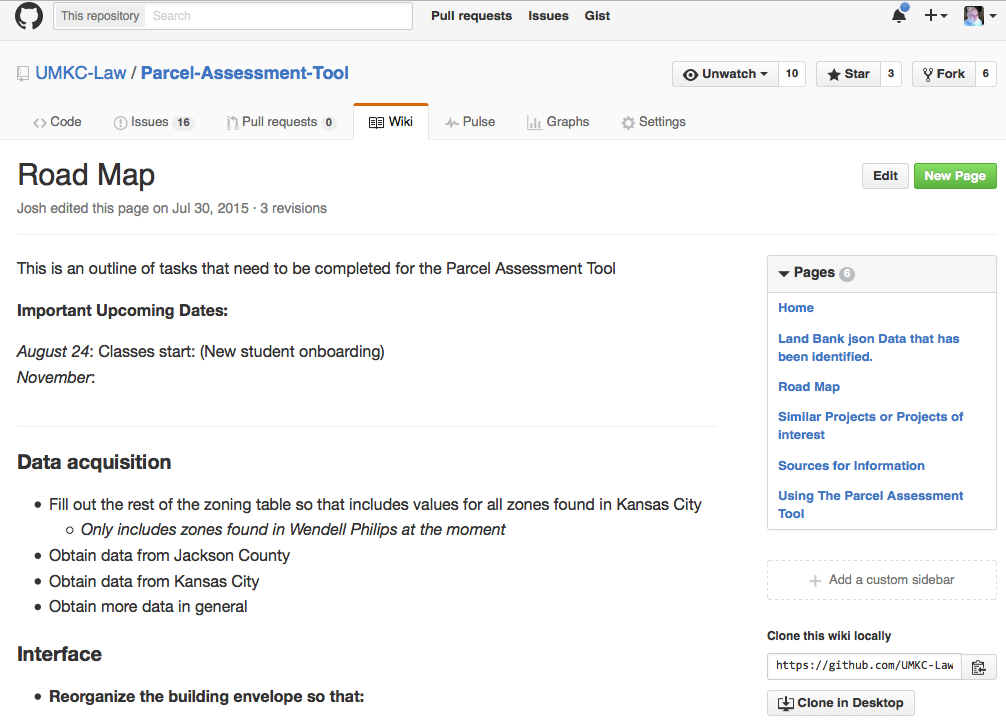 This repository Search Pull requests Issues Gist
UMKC-Law / Parcel-Assessment-Tool Unwatch 10 Star 3 Fork 6
Code Issues 16 Pull requests 0 Wiki Pulse Graphs Settings
Road Map Edit New Page
Josh edited this page on Jul 30, 2015 · 3 revisions
This is an outline of tasks that need to be completed for the Parcel Assessment Tool
Important Upcoming Dates:
August 24: Classes start: (New student onboarding)
November:
Data acquisition
Fill out the rest of the zoning table so that includes values for all zones found in Kansas City
Only includes zones found in Wendell Philips at the moment
Obtain data from Jackson County
Obtain data from Kansas City
Obtain more data in general
Interface
Reorganize the building envelope so that:
Pages 6
Home
Land Bank json Data that has
been identified.
Road Map
Similar Projects or Projects of
interest
Sources for Information
Using The Parcel Assessment
Tool
Add a custom sidebar
Clone this wiki locally
https://github.com/UMKC-Law
Clone in Desktop